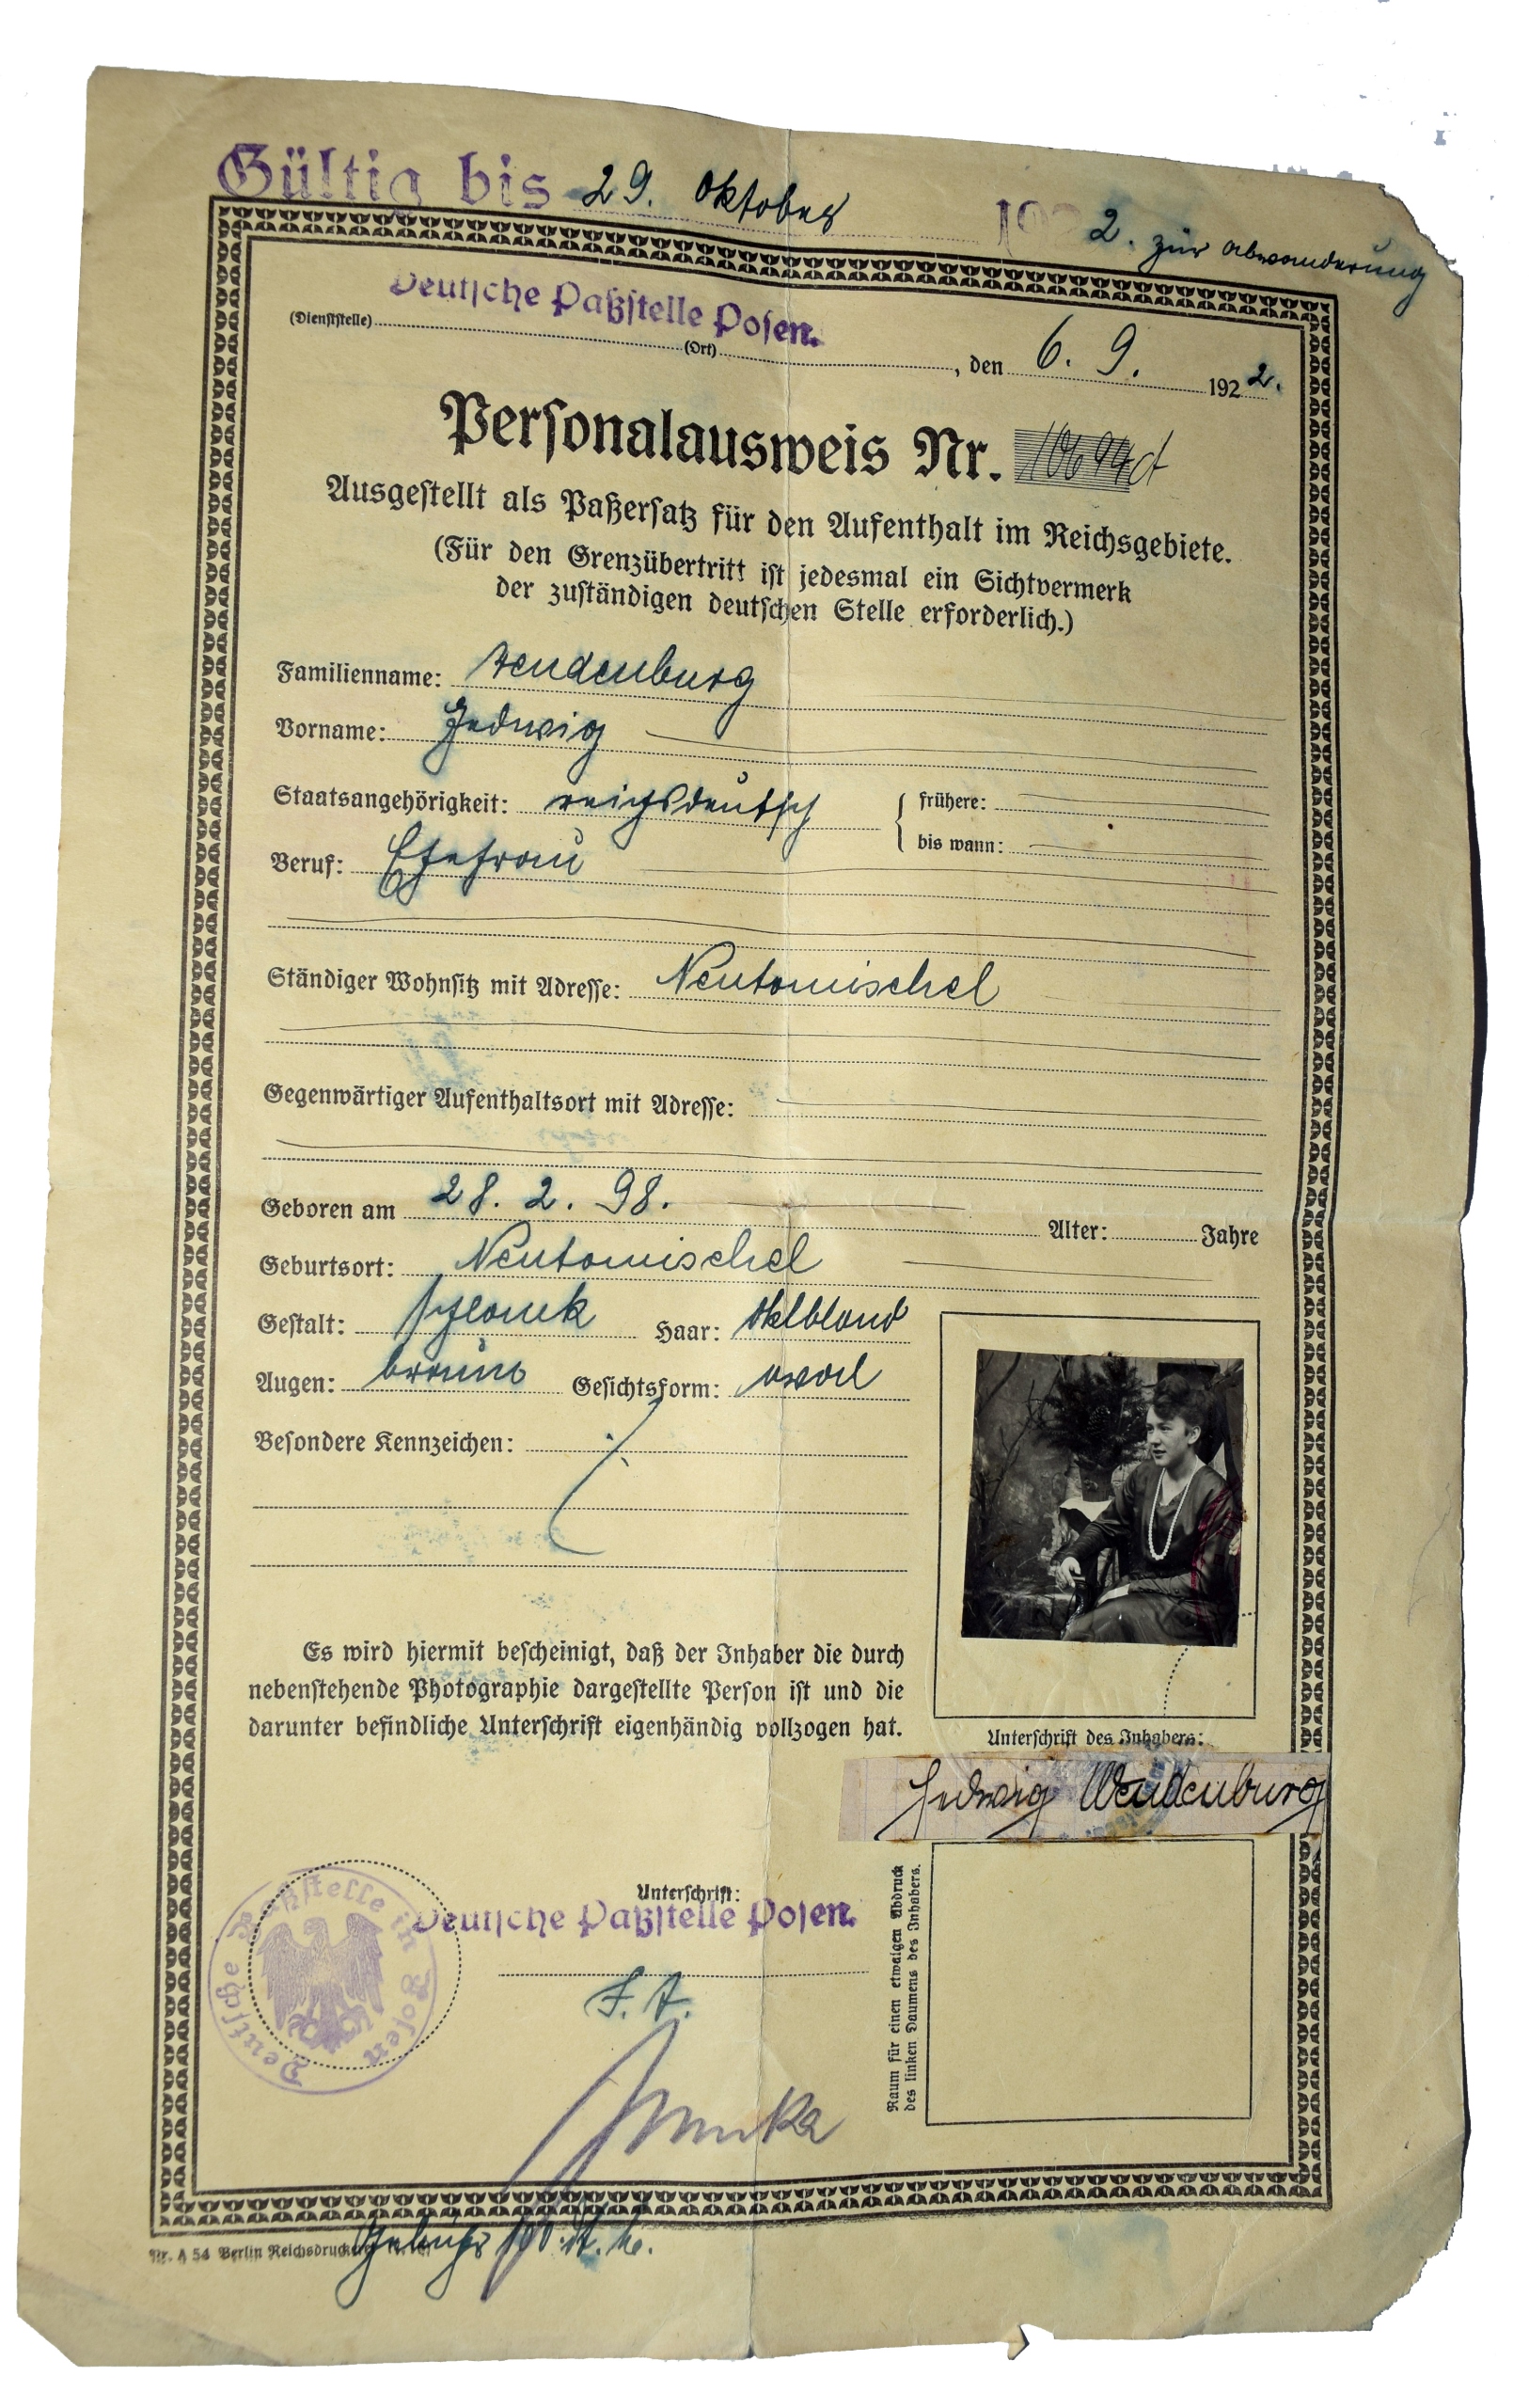 Gültig bis 29. Oktober 1922. zur Abwanderung
Deutsche Paßstelle Posen.
(Dienststelle) (Ort) , den 6. 9. 1922.
Personalausweis Nr.
Ausgestellt als Paßersatz für den Aufenthalt im Reichsgebiete.
(Für den Grenzübertritt ist jedesmal ein Sichtvermerk
der zuständigen deutschen Stelle erforderlich.)
Familienname: Wendenburg
Vorname: Hedwig
Staatsangehörigkeit: reichsdeutsch frühere:
bis wann:
Beruf: Ehefrau
Ständiger Wohnsitz mit Adresse: Neutomischel
Gegenwärtiger Aufenthaltsort mit Adresse:
Geboren am 28. 2. 98. Alter: Jahre
Geburtsort: Neutomischel
Gestalt: schlank Haar: dklblond
Augen: braun Gesichtsform: oval
Besondere Kennzeichen:
Es wird hiermit bescheinigt, daß der Inhaber die durch
nebenstehende Photographie dargestellte Person ist und die
darunter befindliche Unterschrift eigenhändig vollzogen hat.
Unterschrift des Inhabers:
Hedwig Wendenburg
Unterschrift:
Deutsche Paßstelle Posen.
Deutsche Paßstelle in Posen
Raum für einen etwaigen Abdruck
des linken Daumens des Inhabers.
Nr. A 54 Berlin Reichsdruckerei